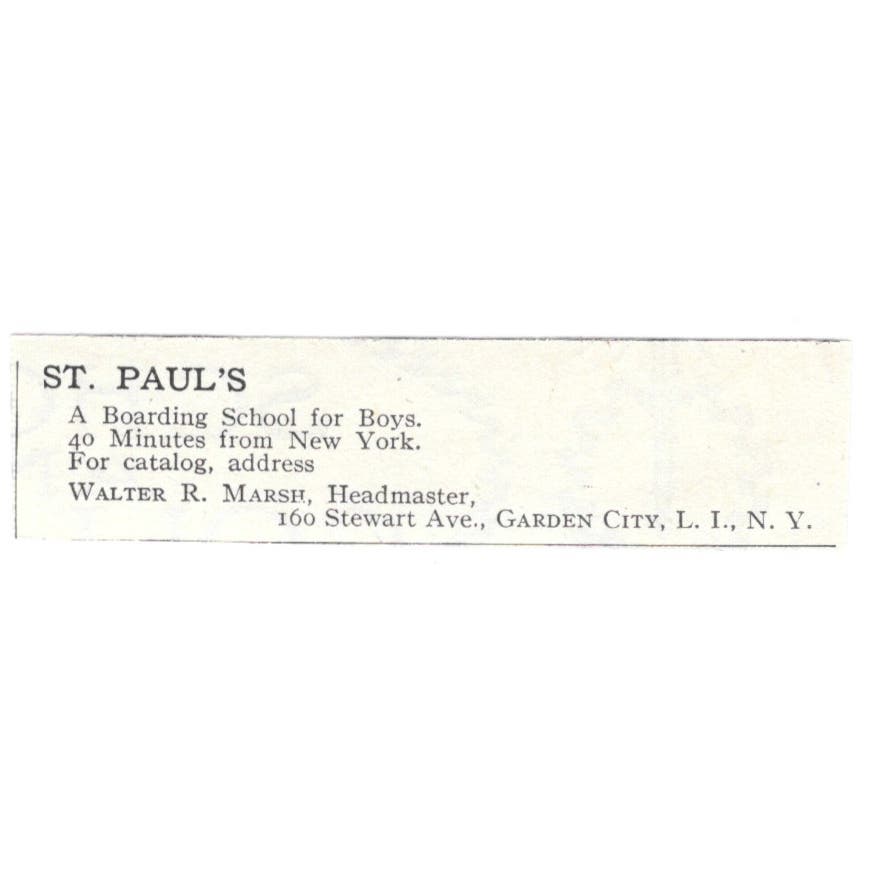 ST. PAUL'S
A Boarding School for Boys.
40 Minutes from New York.
For catalog, address
WALTER R. MARSH, Headmaster,
160 Stewart Ave., GARDEN CITY, L. I., N. Y.